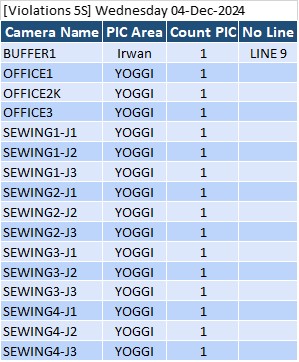 [Violations 5S] Wednesday 04-Dec-2024
Camera Name PIC Area Count PIC No Line
BUFFER1 Irwan 1 LINE 9
OFFICE1 YOGGI 1
OFFICE2K YOGGI 1
OFFICE3 YOGGI 1
SEWING1-J1 YOGGI 1
SEWING1-J2 YOGGI 1
SEWING1-J3 YOGGI 1
SEWING2-J1 YOGGI 1
SEWING2-J2 YOGGI 1
SEWING2-J3 YOGGI 1
SEWING3-J1 YOGGI 1
SEWING3-J2 YOGGI 1
SEWING3-J3 YOGGI 1
SEWING4-J1 YOGGI 1
SEWING4-J2 YOGGI 1
SEWING4-J3 YOGGI 1